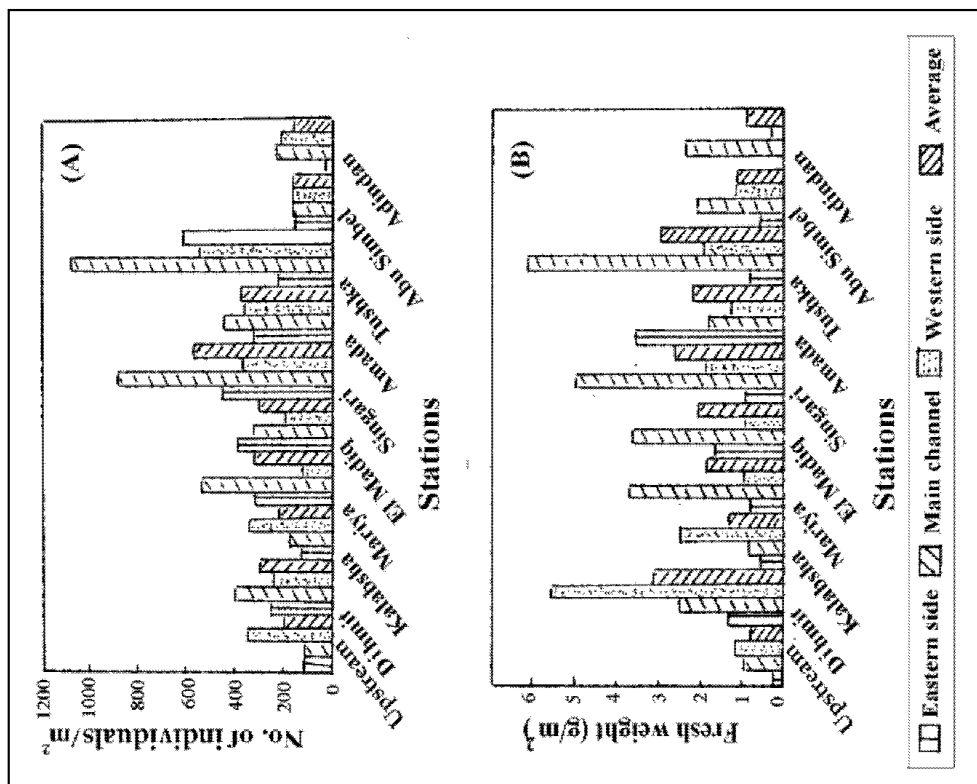 (A)
No. of individuals/m²
1200
1000
800
600
400
200
0
Upstream
Dihmit
Kalabsha
Mariya
El Madiq
Singari
Amada
Tushka
Abu Simbel
Adindan
Stations
(B)
Fresh weight (g/m²)
6
5
4
3
2
1
0
Upstream
Dihmit
Kalabsha
Mariya
El Madiq
Singari
Amada
Tushka
Abu Simbel
Adindan
Stations
Eastern side Main channel Western side Average